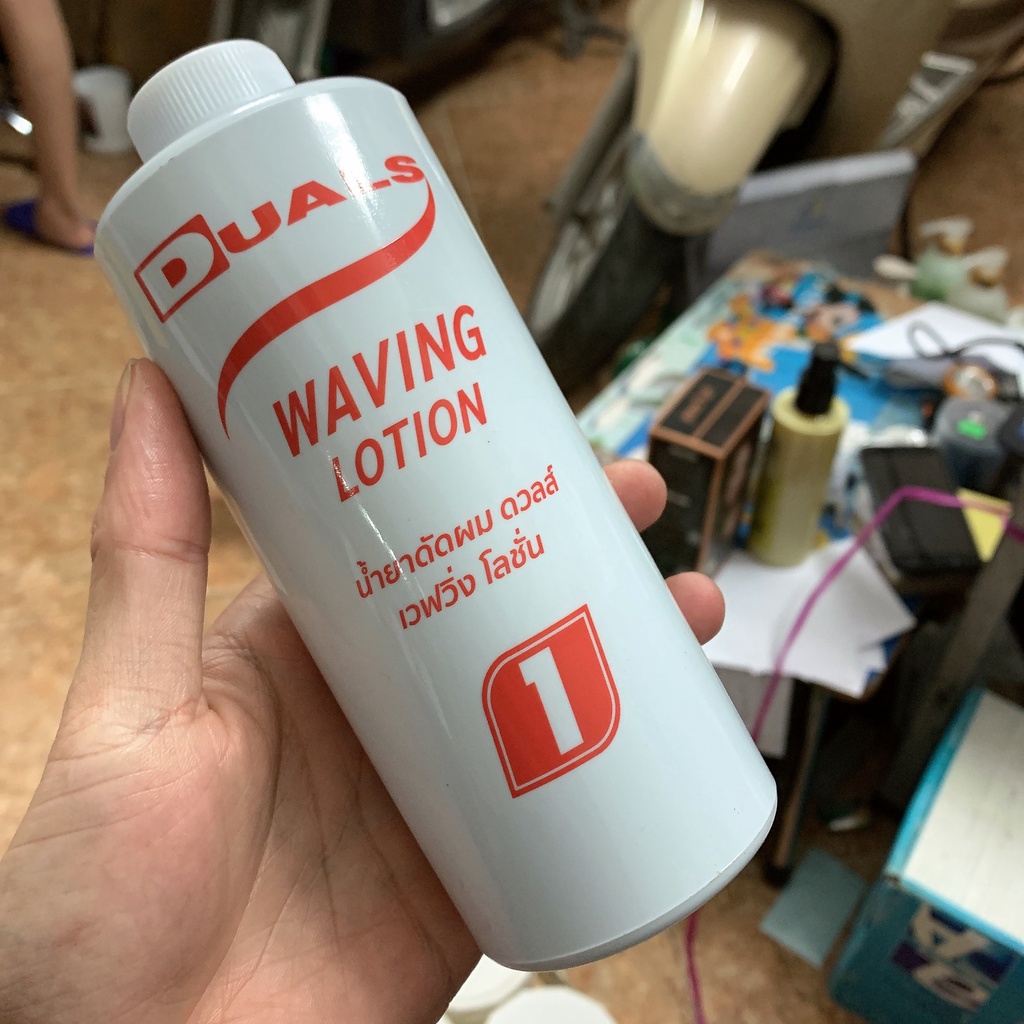 DUALS
WAVING
LOTION
น้ำยาดัดผม ดวลส์
เวฟวิ่ง โลชั่น
1